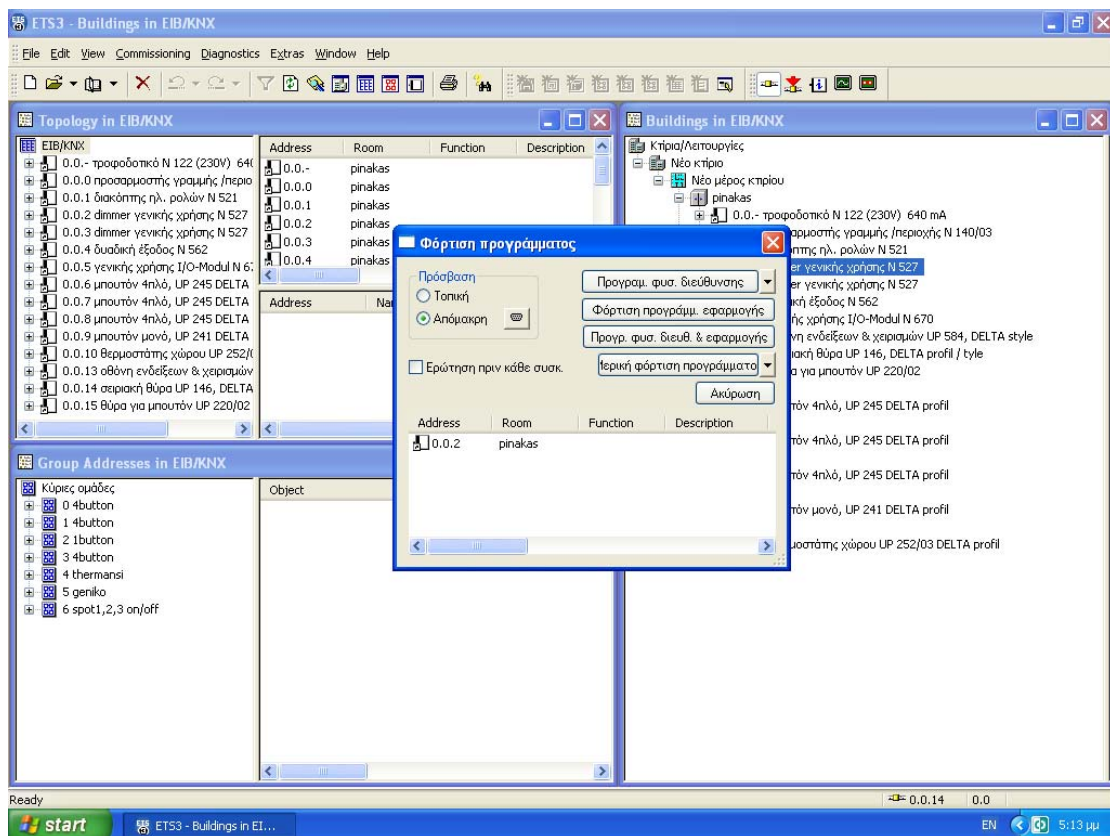 ETS3 - Buildings in EIB/KNX
File Edit View Commissioning Diagnostics Extras Window Help
Topology in EIB/KNX
EIB/KNX
0.0.- τροφοδοτικό N 122 (230V) 640
0.0.0 προσαρμοστής γραμμής /περιο
0.0.1 διακόπτης ηλ. ρολών N 521
0.0.2 dimmer γενικής χρήσης N 527
0.0.3 dimmer γενικής χρήσης N 527
0.0.4 δυαδική έξοδος N 562
0.0.5 γενικής χρήσης I/O-Modul N 67
0.0.6 μπουτόν 4πλό, UP 245 DELTA
0.0.7 μπουτόν 4πλό, UP 245 DELTA
0.0.8 μπουτόν 4πλό, UP 245 DELTA
0.0.9 μπουτόν μονό, UP 241 DELTA
0.0.10 θερμοστάτης χώρου UP 252/0
0.0.13 οθόνη ενδείξεων & χειρισμών
0.0.14 σειριακή θύρα UP 146, DELTA
0.0.15 θύρα για μπουτόν UP 220/02
Address Room Function Description
0.0.- pinakas
0.0.0 pinakas
0.0.1 pinakas
0.0.2 pinakas
0.0.3 pinakas
0.0.4 pinakas
Address Na
Group Addresses in EIB/KNX
Κύριες ομάδες
0 4button
1 4button
2 1button
3 4button
4 thermansi
5 geniko
6 spot1,2,3 on/off
Object
Φόρτιση προγράμματος
Πρόσβαση
Τοπική
Απόμακρη
Ερώτηση πριν κάθε συσκ.
Προγραμ. φυσ. διεύθυνσης
Φόρτιση προγράμμ. εφαρμογής
Προγρ. φυσ. διευθ. & εφαρμογής
Μερική φόρτιση προγράμματο
Ακύρωση
Address Room Function Description
0.0.2 pinakas
Buildings in EIB/KNX
Κτίρια/Λειτουργίες
Νέο κτίριο
Νέο μέρος κτιρίου
pinakas
0.0.- τροφοδοτικό N 122 (230V) 640 mA
ρμοστής γραμμής /περιοχής N 140/03
πτης ηλ. ρολών N 521
er γενικής χρήσης N 527
er γενικής χρήσης N 527
κή έξοδος N 562
ής χρήσης I/O-Modul N 670
νη ενδείξεων & χειρισμών UP 584, DELTA style
ιακή θύρα UP 146, DELTA profil / tyle
α για μπουτόν UP 220/02
τόν 4πλό, UP 245 DELTA profil
τόν 4πλό, UP 245 DELTA profil
τόν 4πλό, UP 245 DELTA profil
τόν μονό, UP 241 DELTA profil
μοστάτης χώρου UP 252/03 DELTA profil
Ready
0.0.14 0.0
start ETS3 - Buildings in EI... EN 5:13 μμ